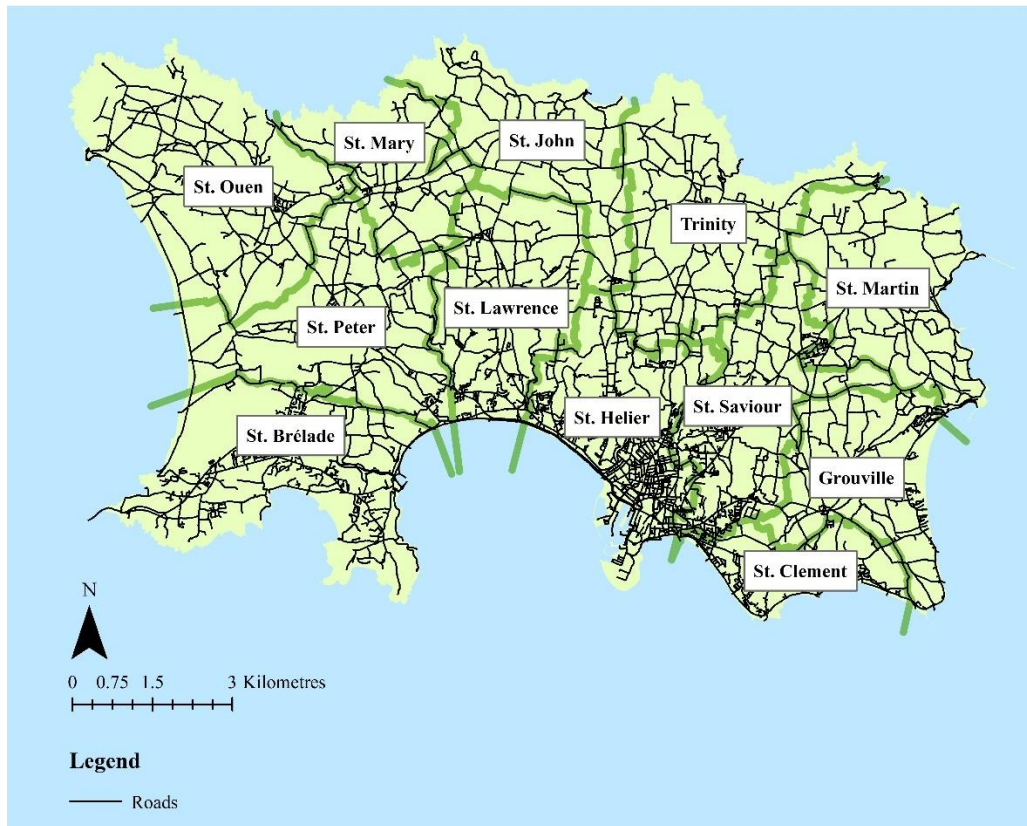 St. Mary
St. John
St. Ouen
Trinity
St. Martin
St. Lawrence
St. Peter
St. Saviour
St. Helier
St. Brélade
Grouville
St. Clement
N
0 0.75 1.5 3 Kilometres
Legend
Roads